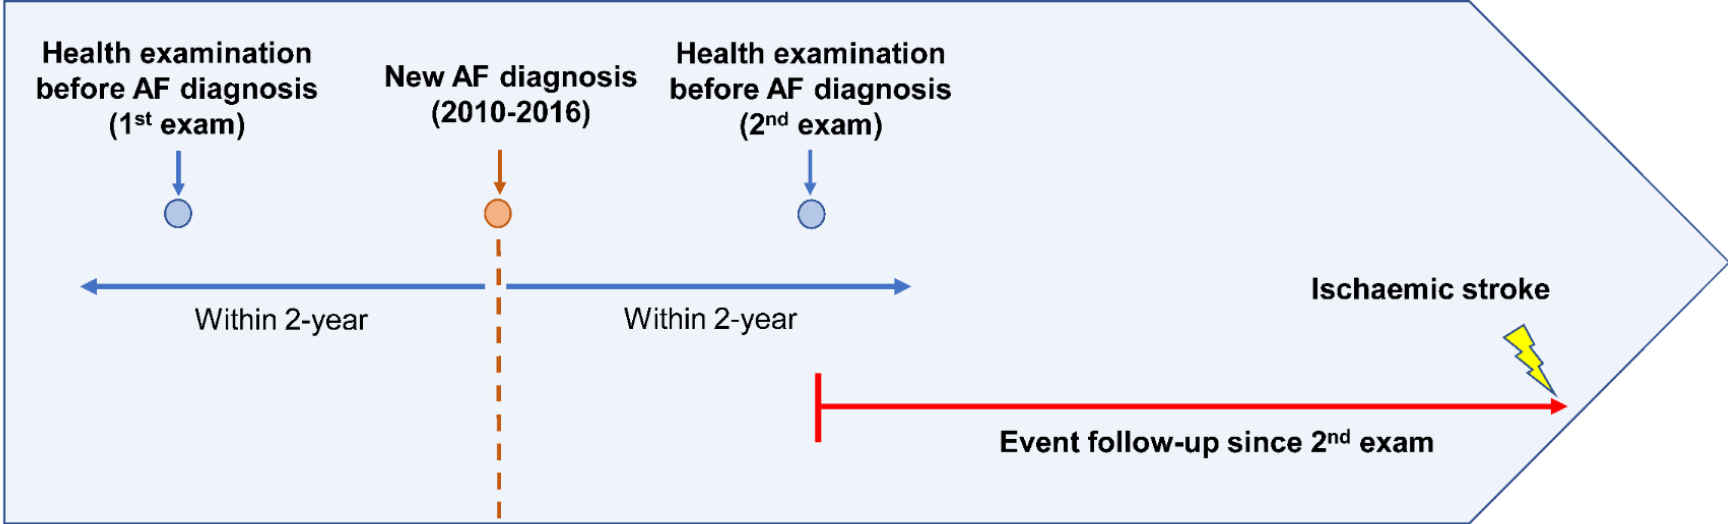 Health examination
before AF diagnosis
(1st exam)
New AF diagnosis
(2010-2016)
Health examination
before AF diagnosis
(2nd exam)
Within 2-year
Within 2-year
Ischaemic stroke
Event follow-up since 2nd exam